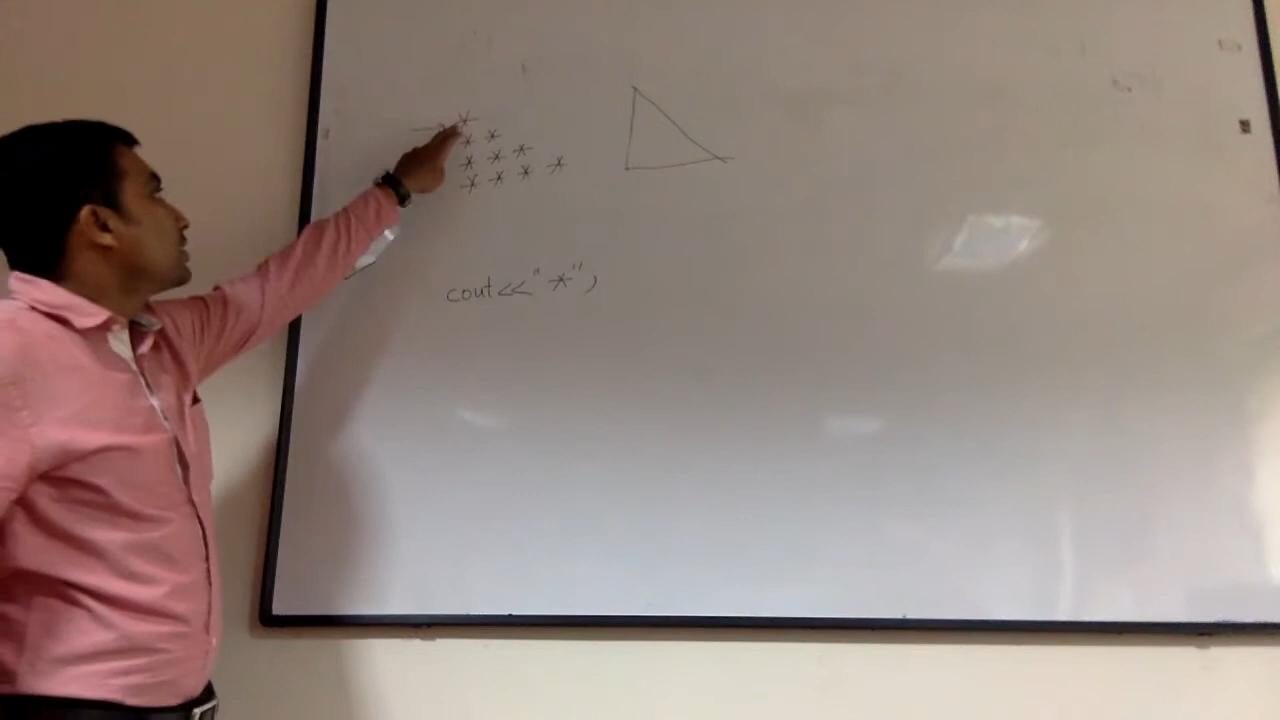 *
* *
* * *
* * * *
cout<<"*";